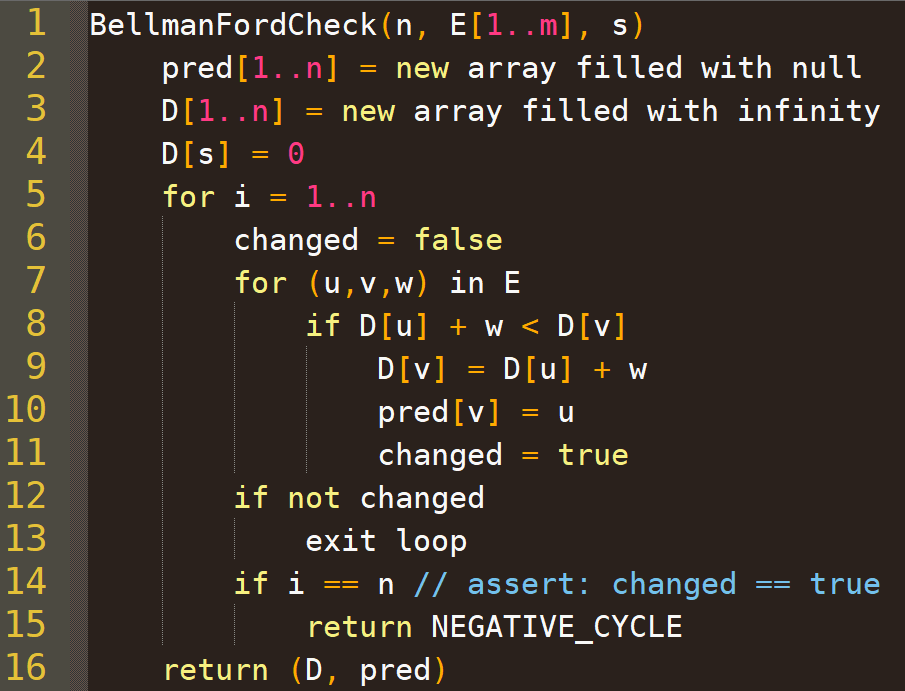 1 BellmanFordCheck(n, E[1..m], s)
2 pred[1..n] = new array filled with null
3 D[1..n] = new array filled with infinity
4 D[s] = 0
5 for i = 1..n
6 changed = false
7 for (u,v,w) in E
8 if D[u] + w < D[v]
9 D[v] = D[u] + w
10 pred[v] = u
11 changed = true
12 if not changed
13 exit loop
14 if i == n // assert: changed == true
15 return NEGATIVE_CYCLE
16 return (D, pred)